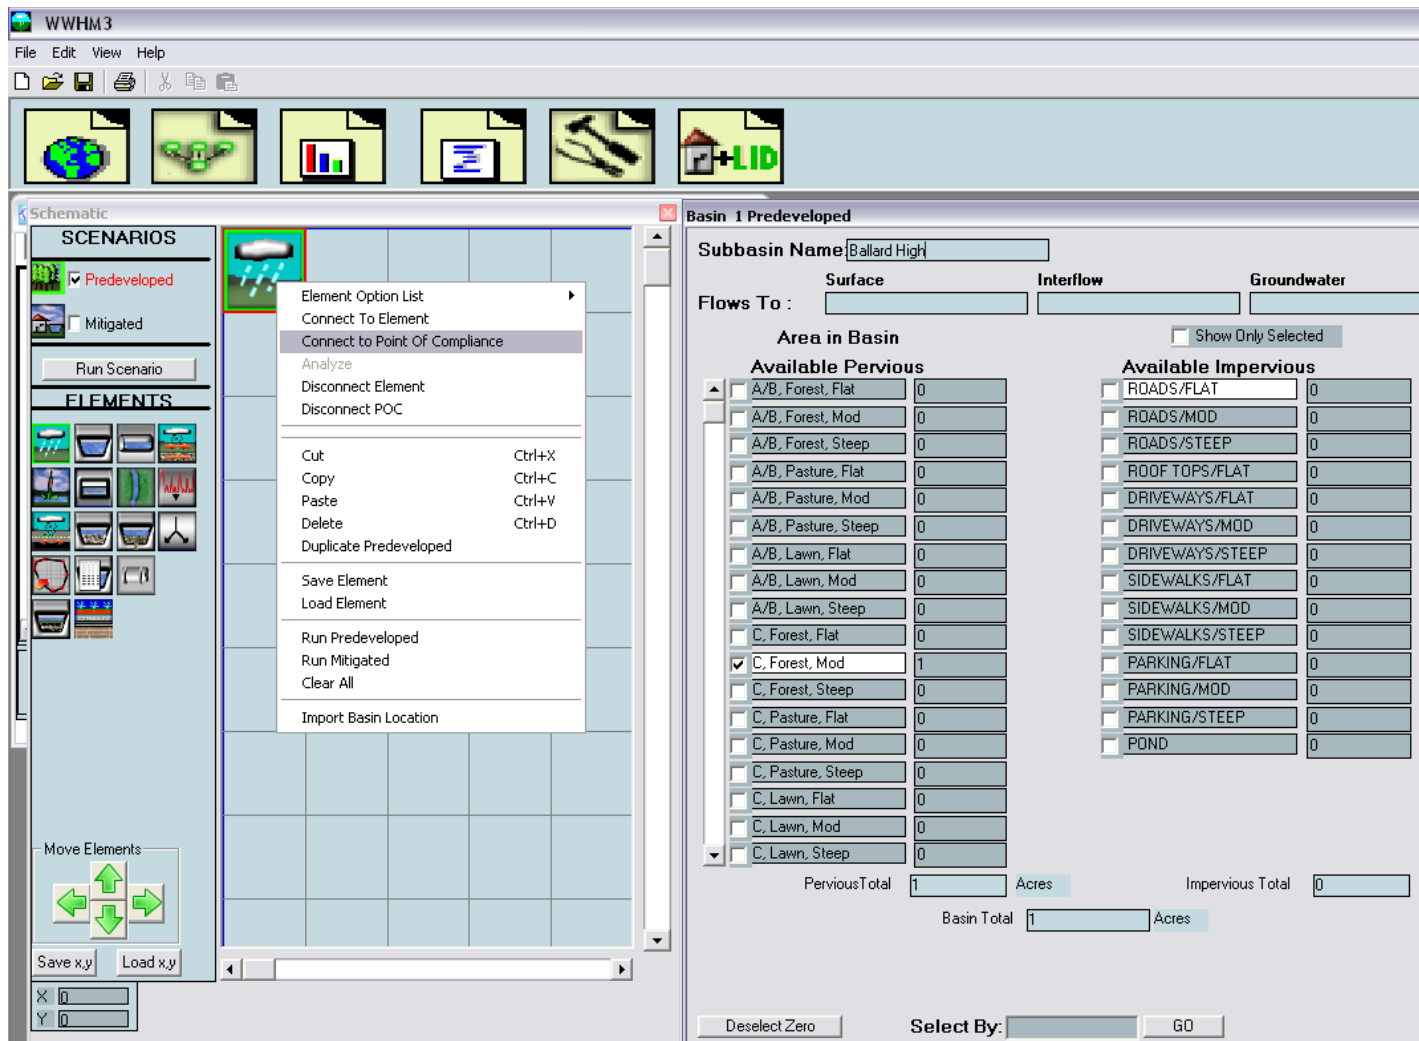 WWHM3
File Edit View Help
+LID
Schematic
SCENARIOS
Predeveloped
Mitigated
Run Scenario
ELEMENTS
Move Elements
Save x,y Load x,y
X 0
Y 0
Element Option List
Connect To Element
Connect to Point Of Compliance
Analyze
Disconnect Element
Disconnect POC
Cut Ctrl+X
Copy Ctrl+C
Paste Ctrl+V
Delete Ctrl+D
Duplicate Predeveloped
Save Element
Load Element
Run Predeveloped
Run Mitigated
Clear All
Import Basin Location
Basin 1 Predeveloped
Subbasin Name: Ballard High
Surface Interflow Groundwater
Flows To :
Area in Basin Show Only Selected
Available Pervious Available Impervious
A/B, Forest, Flat 0 ROADS/FLAT 0
A/B, Forest, Mod 0 ROADS/MOD 0
A/B, Forest, Steep 0 ROADS/STEEP 0
A/B, Pasture, Flat 0 ROOF TOPS/FLAT 0
A/B, Pasture, Mod 0 DRIVEWAYS/FLAT 0
A/B, Pasture, Steep 0 DRIVEWAYS/MOD 0
A/B, Lawn, Flat 0 DRIVEWAYS/STEEP 0
A/B, Lawn, Mod 0 SIDEWALKS/FLAT 0
A/B, Lawn, Steep 0 SIDEWALKS/MOD 0
C, Forest, Flat 0 SIDEWALKS/STEEP 0
C, Forest, Mod 1 PARKING/FLAT 0
C, Forest, Steep 0 PARKING/MOD 0
C, Pasture, Flat 0 PARKING/STEEP 0
C, Pasture, Mod 0 POND 0
C, Pasture, Steep 0
C, Lawn, Flat 0
C, Lawn, Mod 0
C, Lawn, Steep 0
PerviousTotal 1 Acres Impervious Total 0
Basin Total 1 Acres
Deselect Zero Select By: GO